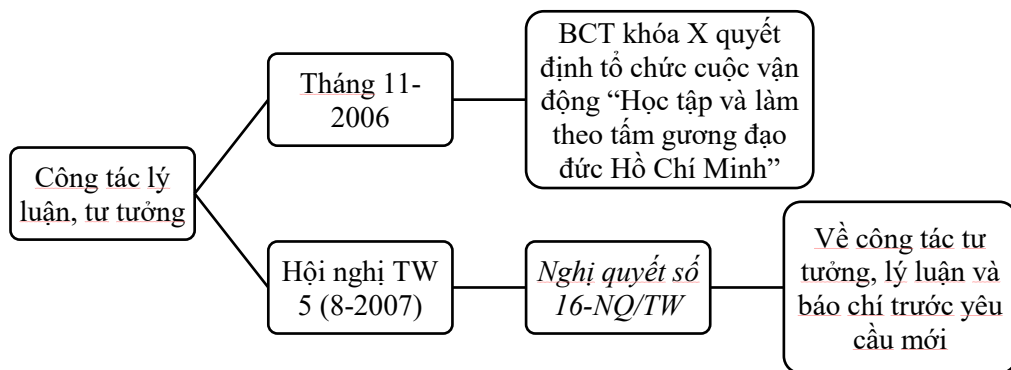 Công tác lý
luận, tư tưởng
Tháng 11-
2006
BCT khóa X quyết
định tổ chức cuộc vận
động “Học tập và làm
theo tấm gương đạo
đức Hồ Chí Minh”
Hội nghị TW
5 (8-2007)
Nghị quyết số
16-NQ/TW
Về công tác tư
tưởng, lý luận và
báo chí trước yêu
cầu mới